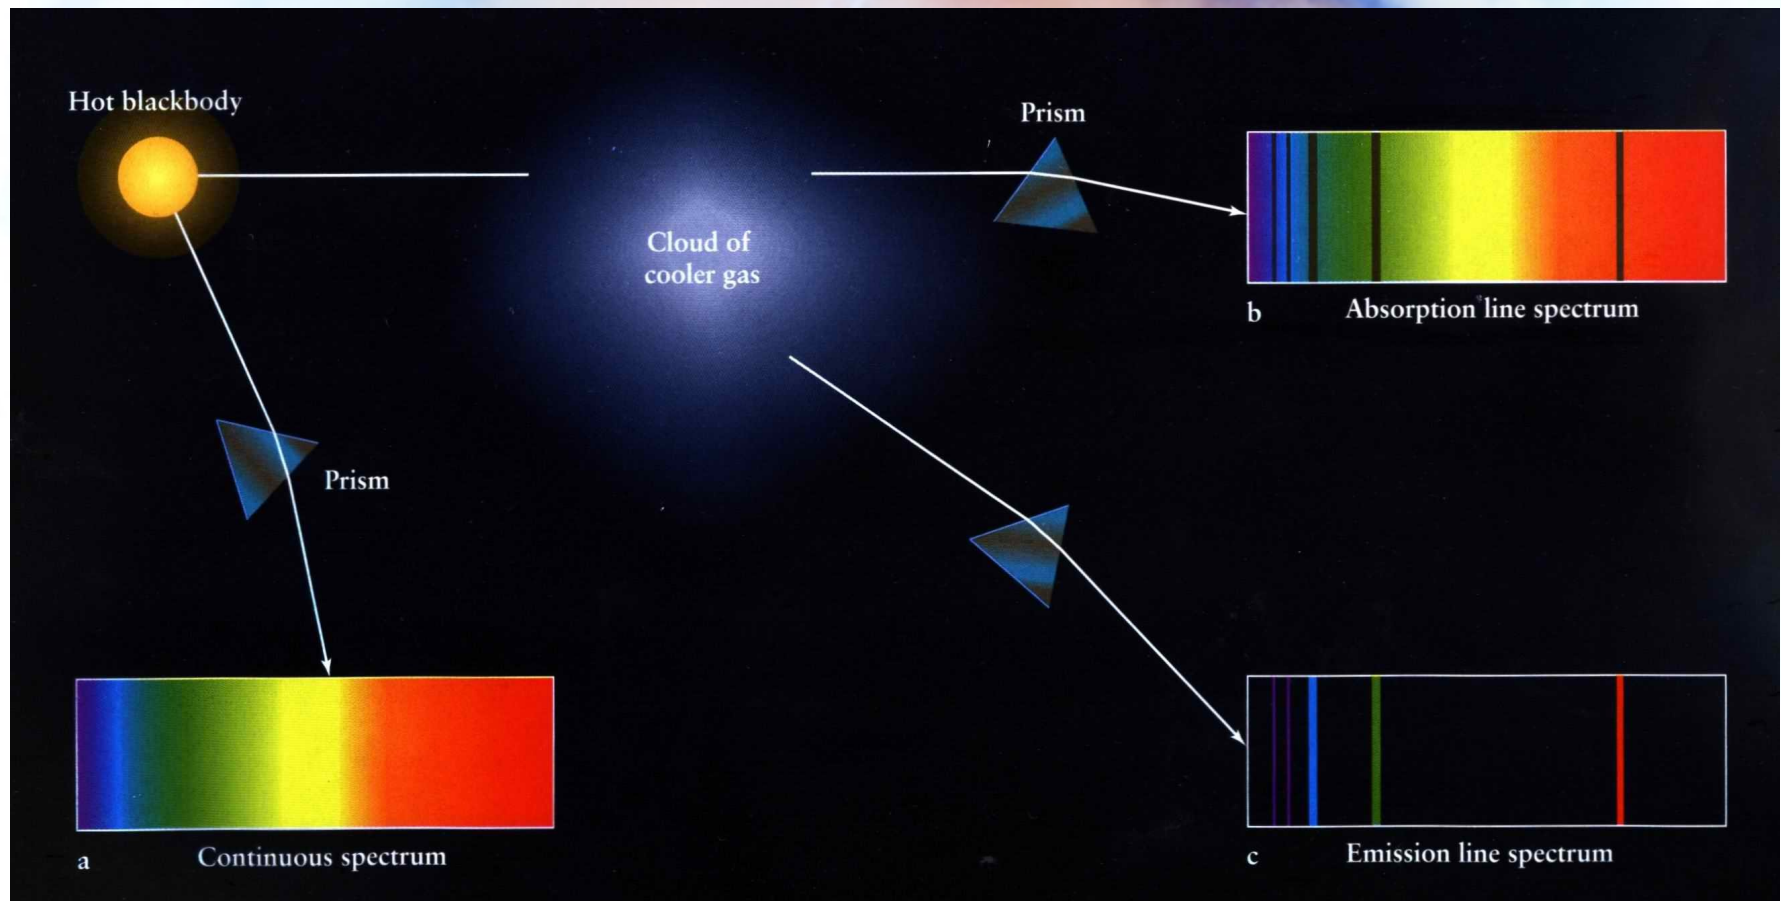 Hot blackbody
Prism
Cloud of
cooler gas
b Absorption line spectrum
Prism
a Continuous spectrum
c Emission line spectrum